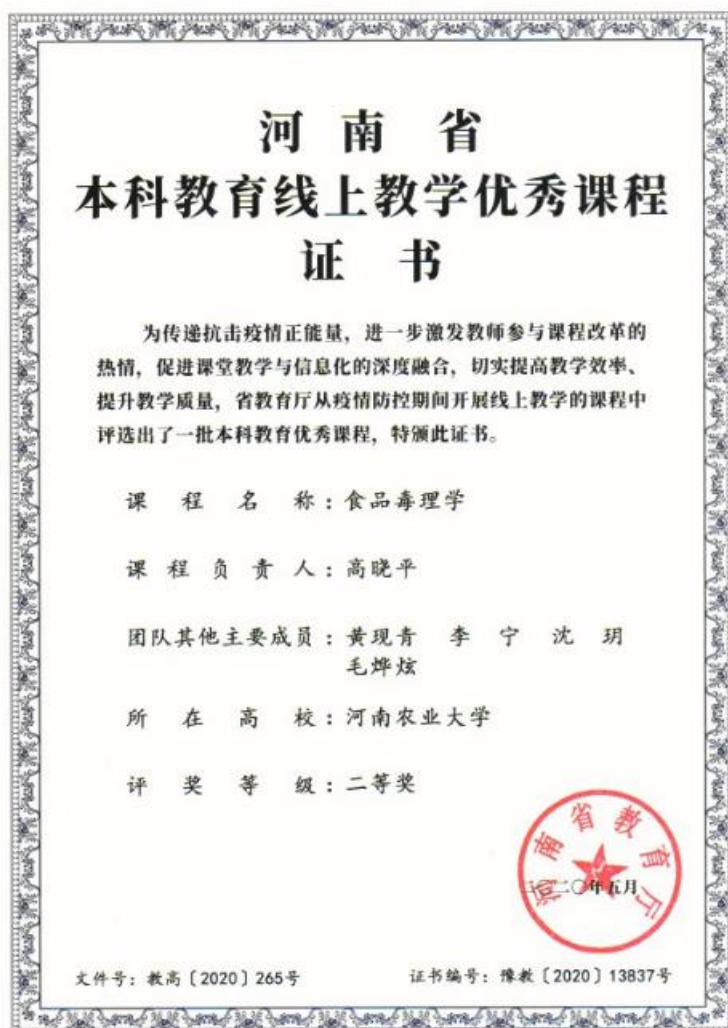 河南省
本科教育线上教学优秀课程
证书
为传递抗击疫情正能量，进一步激发教师参与课程改革的
热情，促进课堂教学与信息化的深度融合，切实提高教学效率、
提升教学质量，省教育厅从疫情防控期间开展线上教学的课程中
评选出了一批本科教育优秀课程，特颁此证书。
课程名称：食品毒理学
课程负责人：高晓平
团队其他主要成员：黄现青 李宁 沈玥
毛烨炫
所在高校：河南农业大学
评奖等级：二等奖
河南省教育厅
二〇二〇年五月
文件号：教高〔2020〕265号 证书编号：豫教〔2020〕13837号